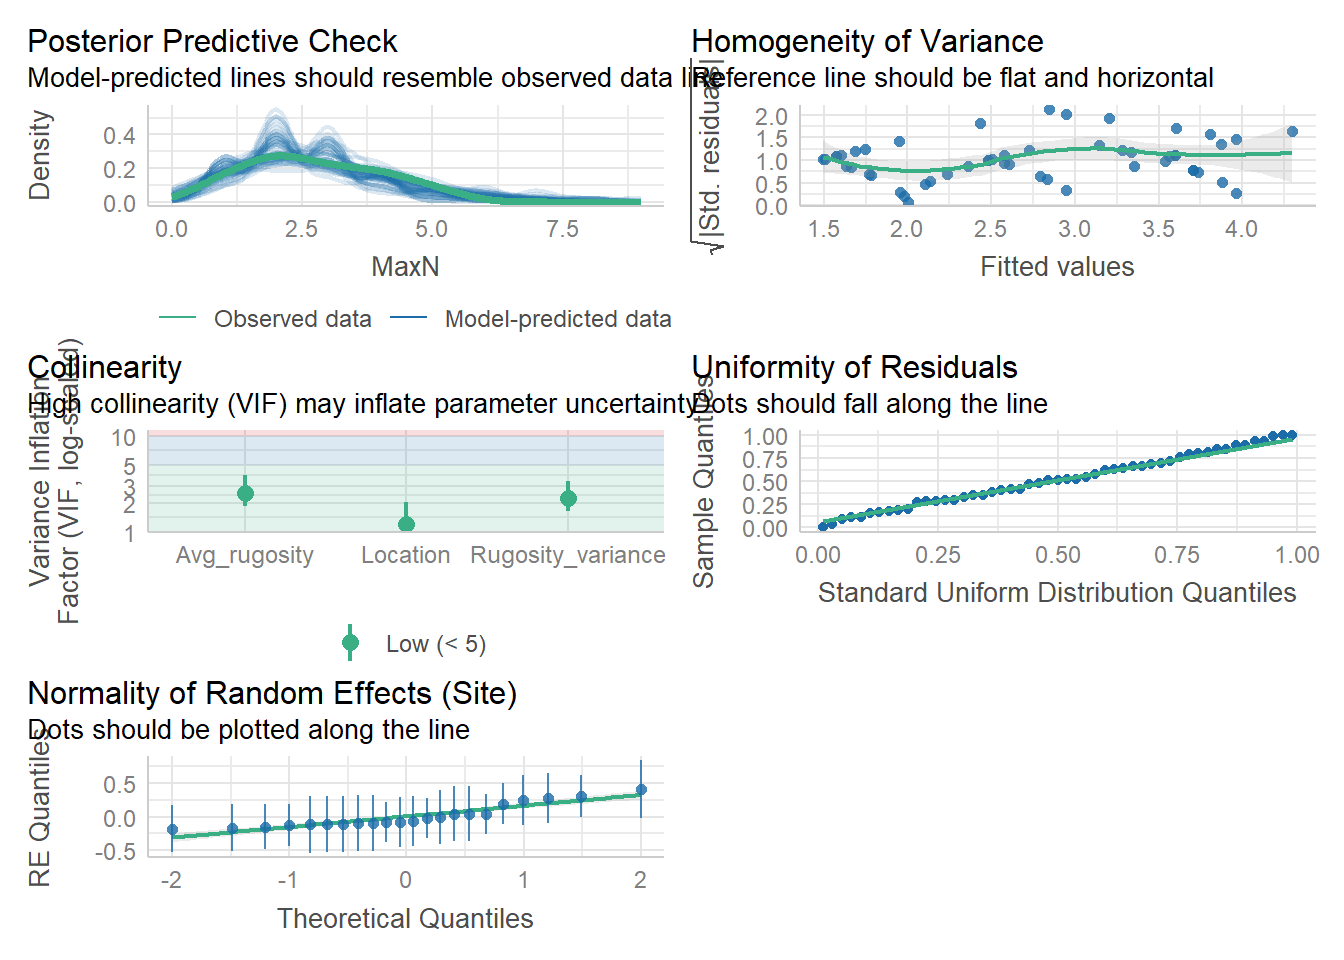 Posterior Predictive Check
Model-predicted lines should resemble observed data line
Density
0.4
0.2
0.0
0.0 2.5 5.0 7.5
MaxN
Observed data Model-predicted data
Homogeneity of Variance
Reference line should be flat and horizontal
√|Std. residuals|
2.0
1.5
1.0
0.5
0.0
1.5 2.0 2.5 3.0 3.5 4.0
Fitted values
Collinearity
High collinearity (VIF) may inflate parameter uncertainty
Variance Inflation
Factor (VIF, log-scaled)
10
5
3
2
1
Avg_rugosity Location Rugosity_variance
Low (< 5)
Uniformity of Residuals
Dots should fall along the line
Sample Quantiles
1.00
0.75
0.50
0.25
0.00
0.00 0.25 0.50 0.75 1.00
Standard Uniform Distribution Quantiles
Normality of Random Effects (Site)
Dots should be plotted along the line
RE Quantiles
0.5
0.0
-0.5
-2 -1 0 1 2
Theoretical Quantiles